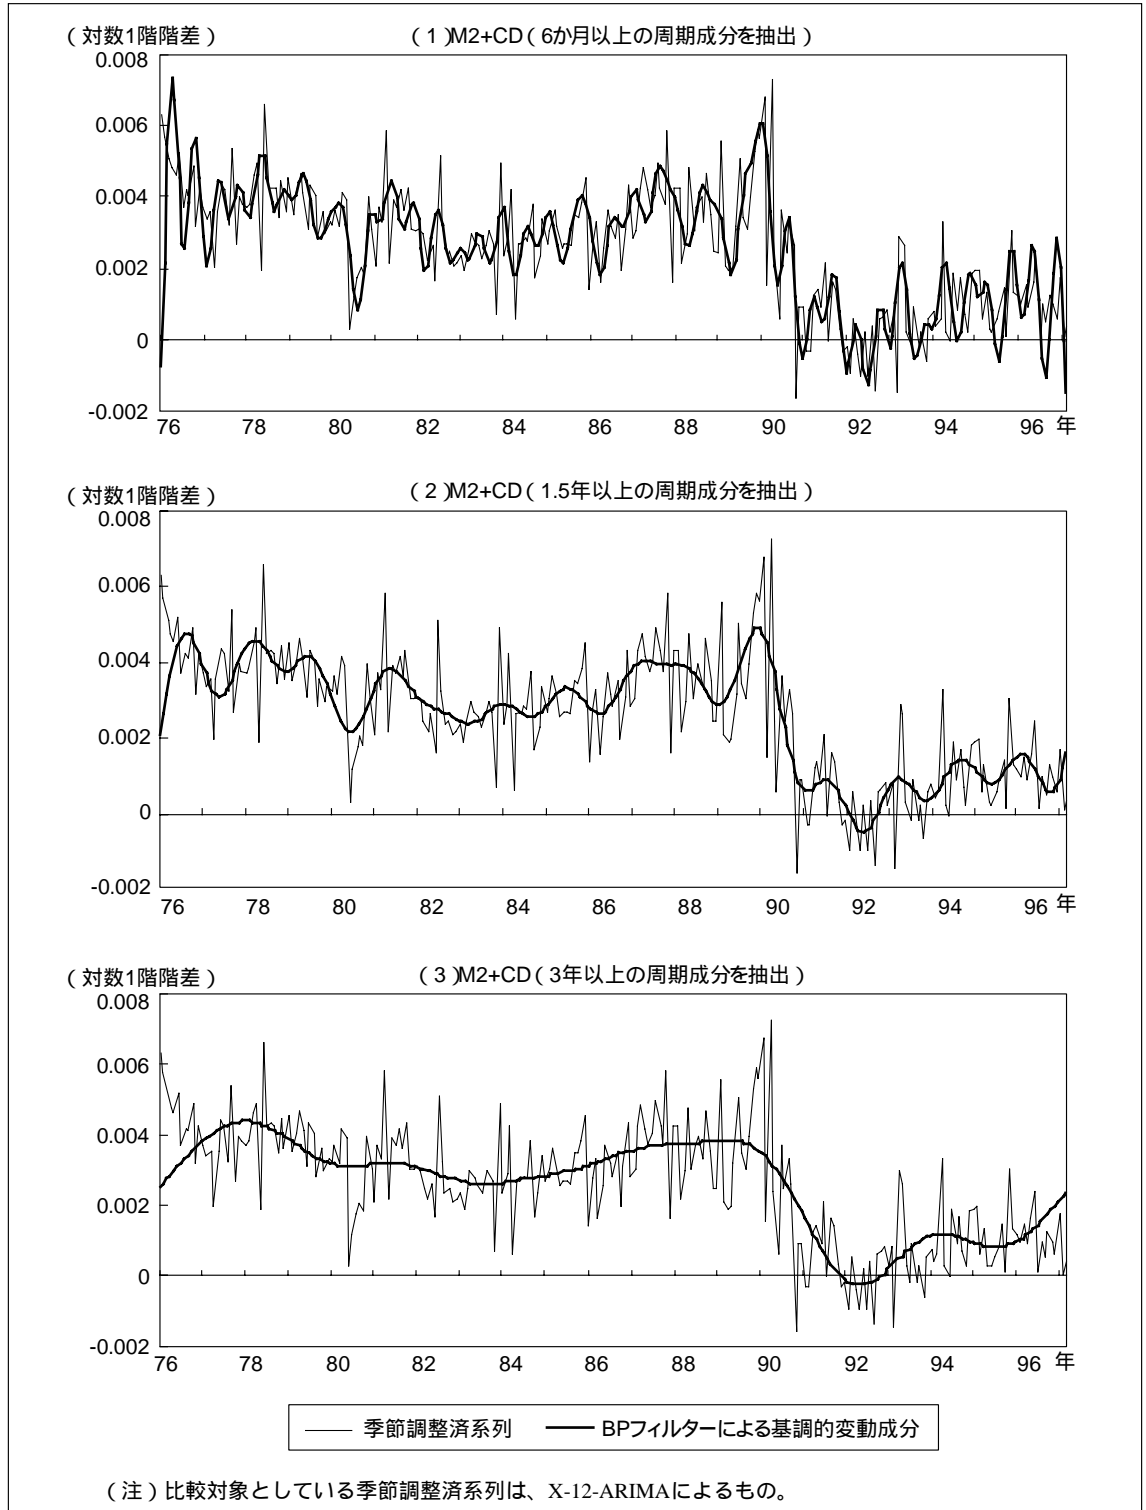 （対数1階階差）
（1）M2+CD（6か月以上の周期成分を抽出）
0.008
0.006
0.004
0.002
0
-0.002
76 78 80 82 84 86 88 90 92 94 96 年
（対数1階階差）
（2）M2+CD（1.5年以上の周期成分を抽出）
0.008
0.006
0.004
0.002
0
-0.002
76 78 80 82 84 86 88 90 92 94 96 年
（対数1階階差）
（3）M2+CD（3年以上の周期成分を抽出）
0.008
0.006
0.004
0.002
0
-0.002
76 78 80 82 84 86 88 90 92 94 96 年
季節調整済系列 BPフィルターによる基調的変動成分
（注）比較対象としている季節調整済系列は、X-12-ARIMAによるもの。